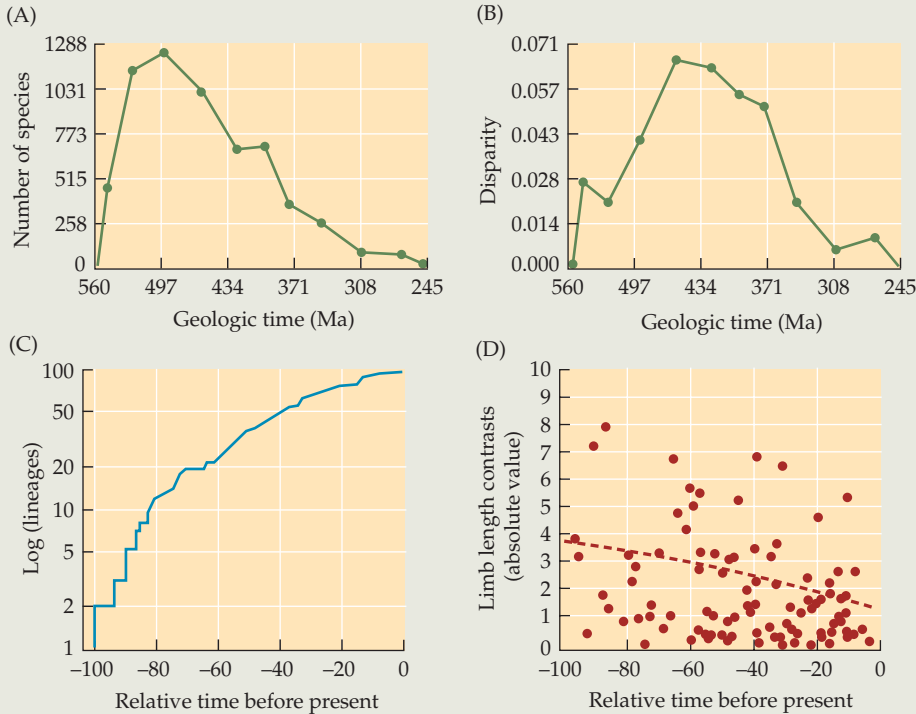 (A)
1288
1031
773
515
258
0
Number of species
560 497 434 371 308 245
Geologic time (Ma)
(B)
0.071
0.057
0.043
0.028
0.014
0.000
Disparity
560 497 434 371 308 245
Geologic time (Ma)
(C)
100
50
20
10
5
2
1
Log (lineages)
−100 −80 −60 −40 −20 0
Relative time before present
(D)
10
9
8
7
6
5
4
3
2
1
0
Limb length contrasts
(absolute value)
−100 −80 −60 −40 −20 0
Relative time before present